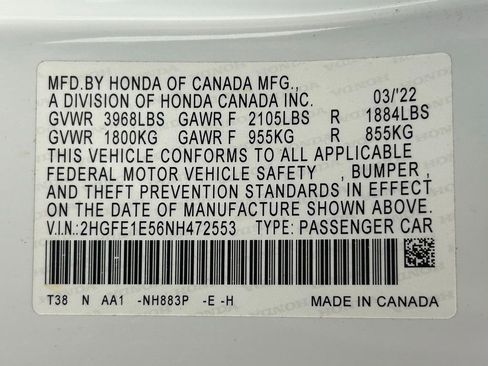 MFD.BY HONDA OF CANADA MFG.,
A DIVISION OF HONDA CANADA INC. 03/'22
GVWR 3968LBS GAWR F 2105LBS R 1884LBS
GVWR 1800KG GAWR F 955KG R 855KG
THIS VEHICLE CONFORMS TO ALL APPLICABLE
FEDERAL MOTOR VEHICLE SAFETY , BUMPER ,
AND THEFT PREVENTION STANDARDS IN EFFECT
ON THE DATE OF MANUFACTURE SHOWN ABOVE.
V.I.N.:2HGFE1E56NH472553 TYPE: PASSENGER CAR
T38 N AA1 -NH883P -E -H MADE IN CANADA